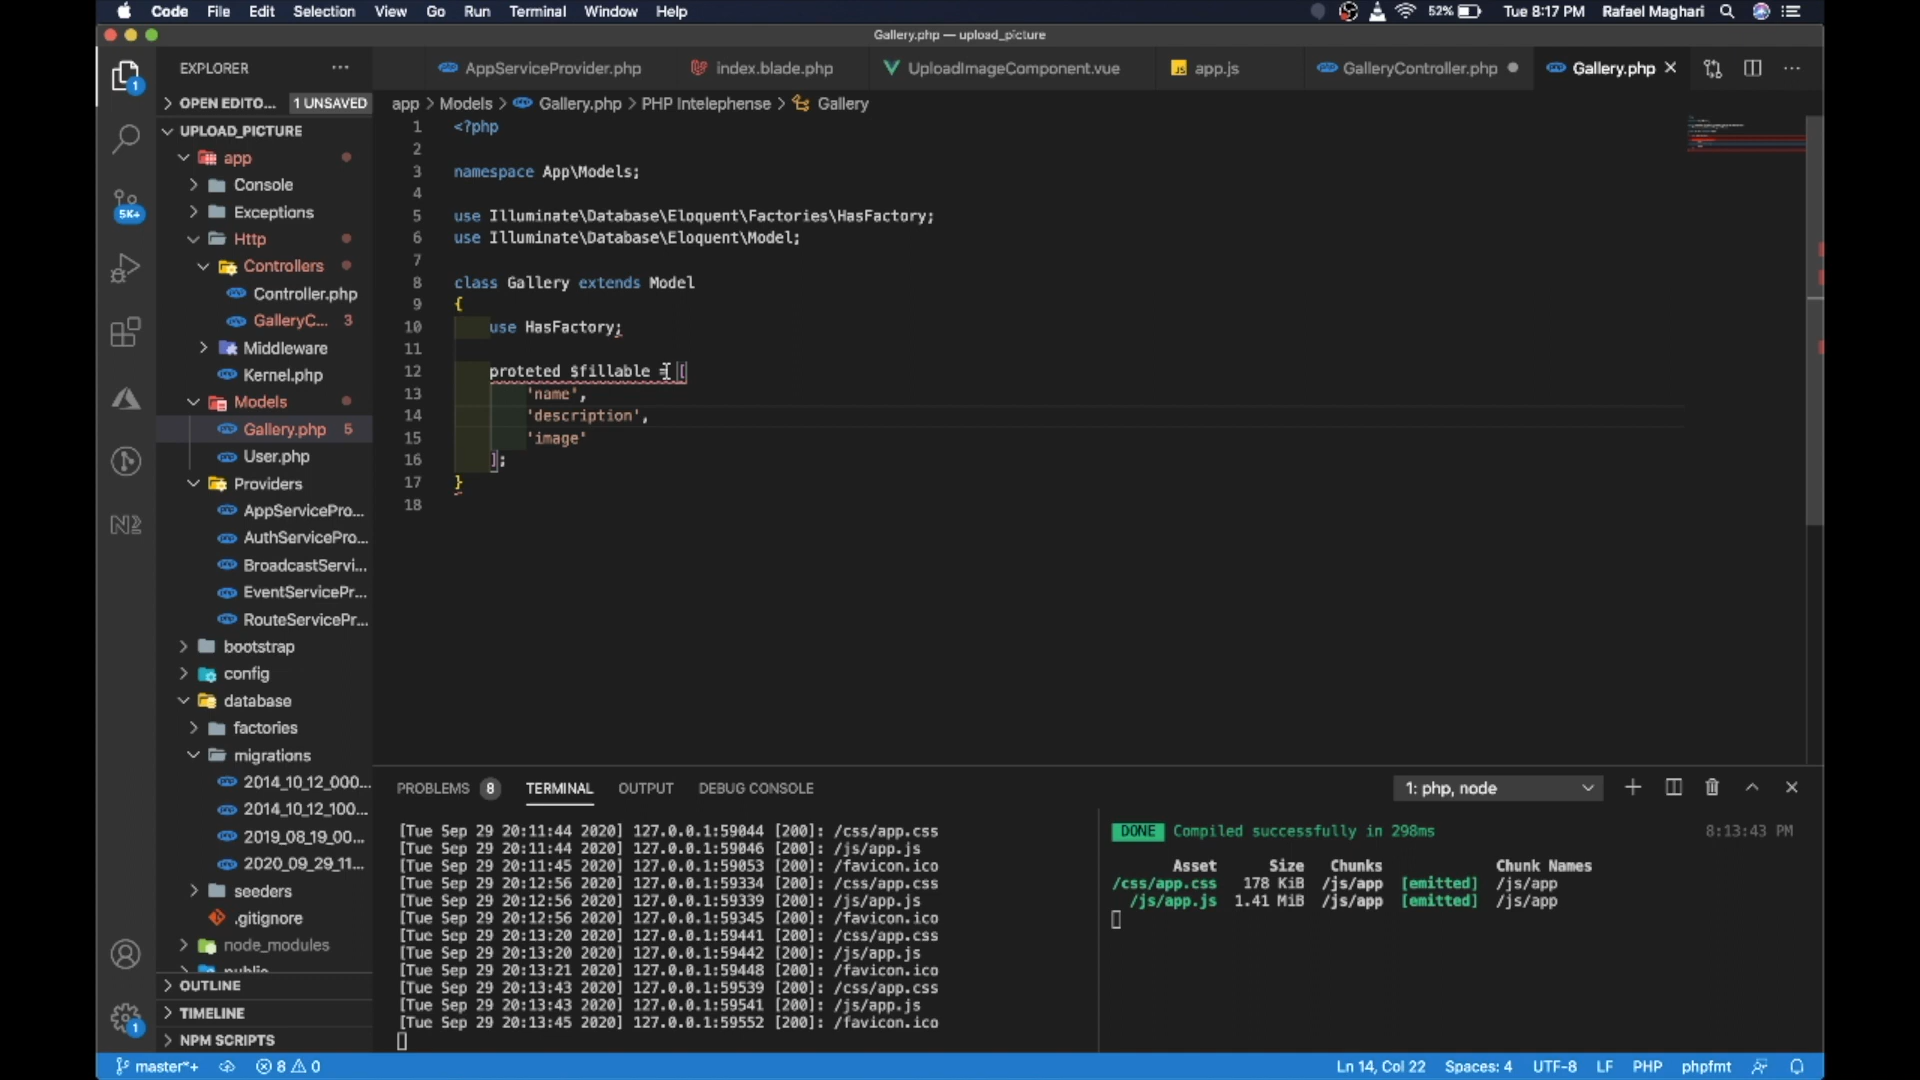 Code File Edit Selection View Go Run Terminal Window Help 52% Tue 8:17 PM Rafael Maghari
Gallery.php — upload_picture
EXPLORER
AppServiceProvider.php index.blade.php UploadImageComponent.vue JS app.js GalleryController.php Gallery.php
OPEN EDITO... 1 UNSAVED
app > Models > Gallery.php > PHP Intelephense > Gallery
UPLOAD_PICTURE
app
Console
Exceptions
Http
Controllers
Controller.php
GalleryC... 3
Middleware
Kernel.php
Models
Gallery.php 5
User.php
Providers
AppServicePro...
AuthServicePro...
BroadcastServi...
EventServicePr...
RouteServicePr...
bootstrap
config
database
factories
migrations
2014_10_12_000...
2014_10_12_100...
2019_08_19_00...
2020_09_29_11...
seeders
.gitignore
node_modules
public
OUTLINE
TIMELINE
NPM SCRIPTS
1
5K+
1
1 <?php
2
3 namespace App\Models;
4
5 use Illuminate\Database\Eloquent\Factories\HasFactory;
6 use Illuminate\Database\Eloquent\Model;
7
8 class Gallery extends Model
9 {
10 use HasFactory;
11
12 proteted $fillable = [
13 'name',
14 'description',
15 'image'
16 ];
17 }
18
PROBLEMS 8 TERMINAL OUTPUT DEBUG CONSOLE 1: php, node
[Tue Sep 29 20:11:44 2020] 127.0.0.1:59044 [200]: /css/app.css
[Tue Sep 29 20:11:44 2020] 127.0.0.1:59046 [200]: /js/app.js
[Tue Sep 29 20:11:45 2020] 127.0.0.1:59053 [200]: /favicon.ico
[Tue Sep 29 20:12:56 2020] 127.0.0.1:59334 [200]: /css/app.css
[Tue Sep 29 20:12:56 2020] 127.0.0.1:59339 [200]: /js/app.js
[Tue Sep 29 20:12:56 2020] 127.0.0.1:59345 [200]: /favicon.ico
[Tue Sep 29 20:13:20 2020] 127.0.0.1:59441 [200]: /css/app.css
[Tue Sep 29 20:13:20 2020] 127.0.0.1:59442 [200]: /js/app.js
[Tue Sep 29 20:13:21 2020] 127.0.0.1:59448 [200]: /favicon.ico
[Tue Sep 29 20:13:43 2020] 127.0.0.1:59539 [200]: /css/app.css
[Tue Sep 29 20:13:43 2020] 127.0.0.1:59541 [200]: /js/app.js
[Tue Sep 29 20:13:45 2020] 127.0.0.1:59552 [200]: /favicon.ico
DONE Compiled successfully in 298ms 8:13:43 PM
Asset Size Chunks Chunk Names
/css/app.css 178 KiB /js/app [emitted] /js/app
/js/app.js 1.41 MiB /js/app [emitted] /js/app
master*+ 8 0 Ln 14, Col 22 Spaces: 4 UTF-8 LF PHP phpfmt